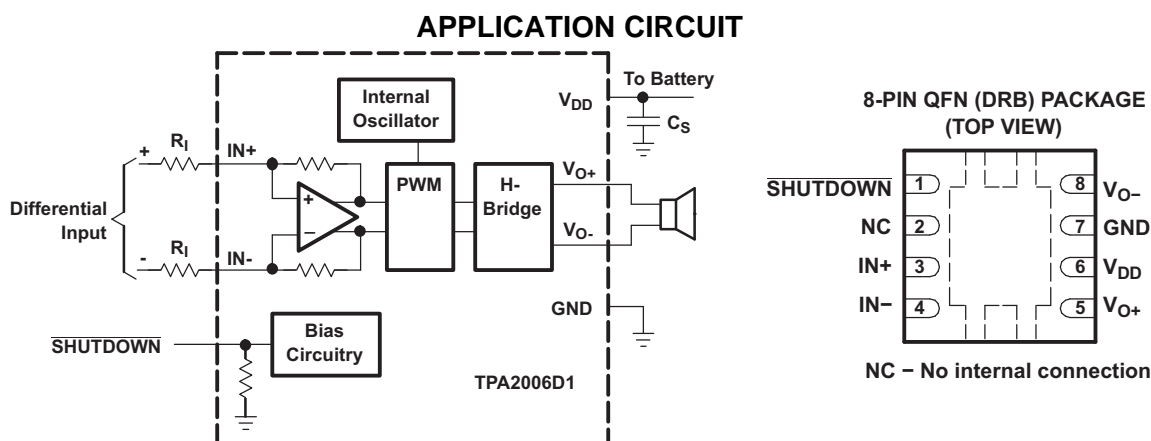 APPLICATION CIRCUIT
To Battery
Internal
Oscillator
VDD
CS
+
RI
IN+
Differential
Input
PWM
H-
Bridge
VO+
VO-
+
−
-
RI
IN-
GND
SHUTDOWN
Bias
Circuitry
TPA2006D1
8-PIN QFN (DRB) PACKAGE
(TOP VIEW)
SHUTDOWN 1 8 VO−
NC 2 7 GND
IN+ 3 6 VDD
IN− 4 5 VO+
NC − No internal connection